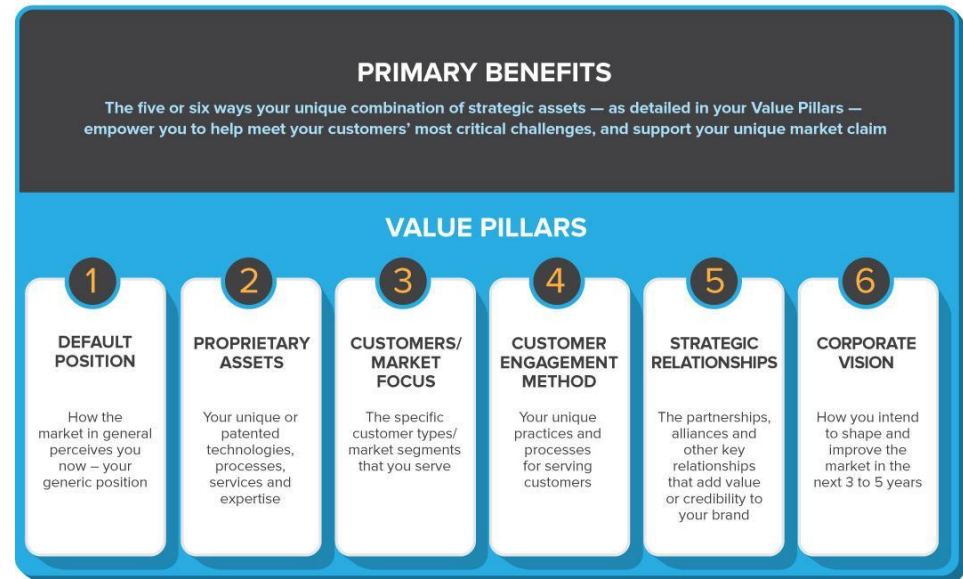 PRIMARY BENEFITS
The five or six ways your unique combination of strategic assets — as detailed in your Value Pillars —
empower you to help meet your customers’ most critical challenges, and support your unique market claim
VALUE PILLARS
1
DEFAULT
POSITION
How the
market in general
perceives you
now – your
generic position
2
PROPRIETARY
ASSETS
Your unique or
patented
technologies,
processes,
services and
expertise
3
CUSTOMERS/
MARKET
FOCUS
The specific
customer types/
market segments
that you serve
4
CUSTOMER
ENGAGEMENT
METHOD
Your unique
practices and
processes
for serving
customers
5
STRATEGIC
RELATIONSHIPS
The partnerships,
alliances and
other key
relationships
that add value
or credibility to
your brand
6
CORPORATE
VISION
How you intend
to shape and
improve the
market in the
next 3 to 5 years